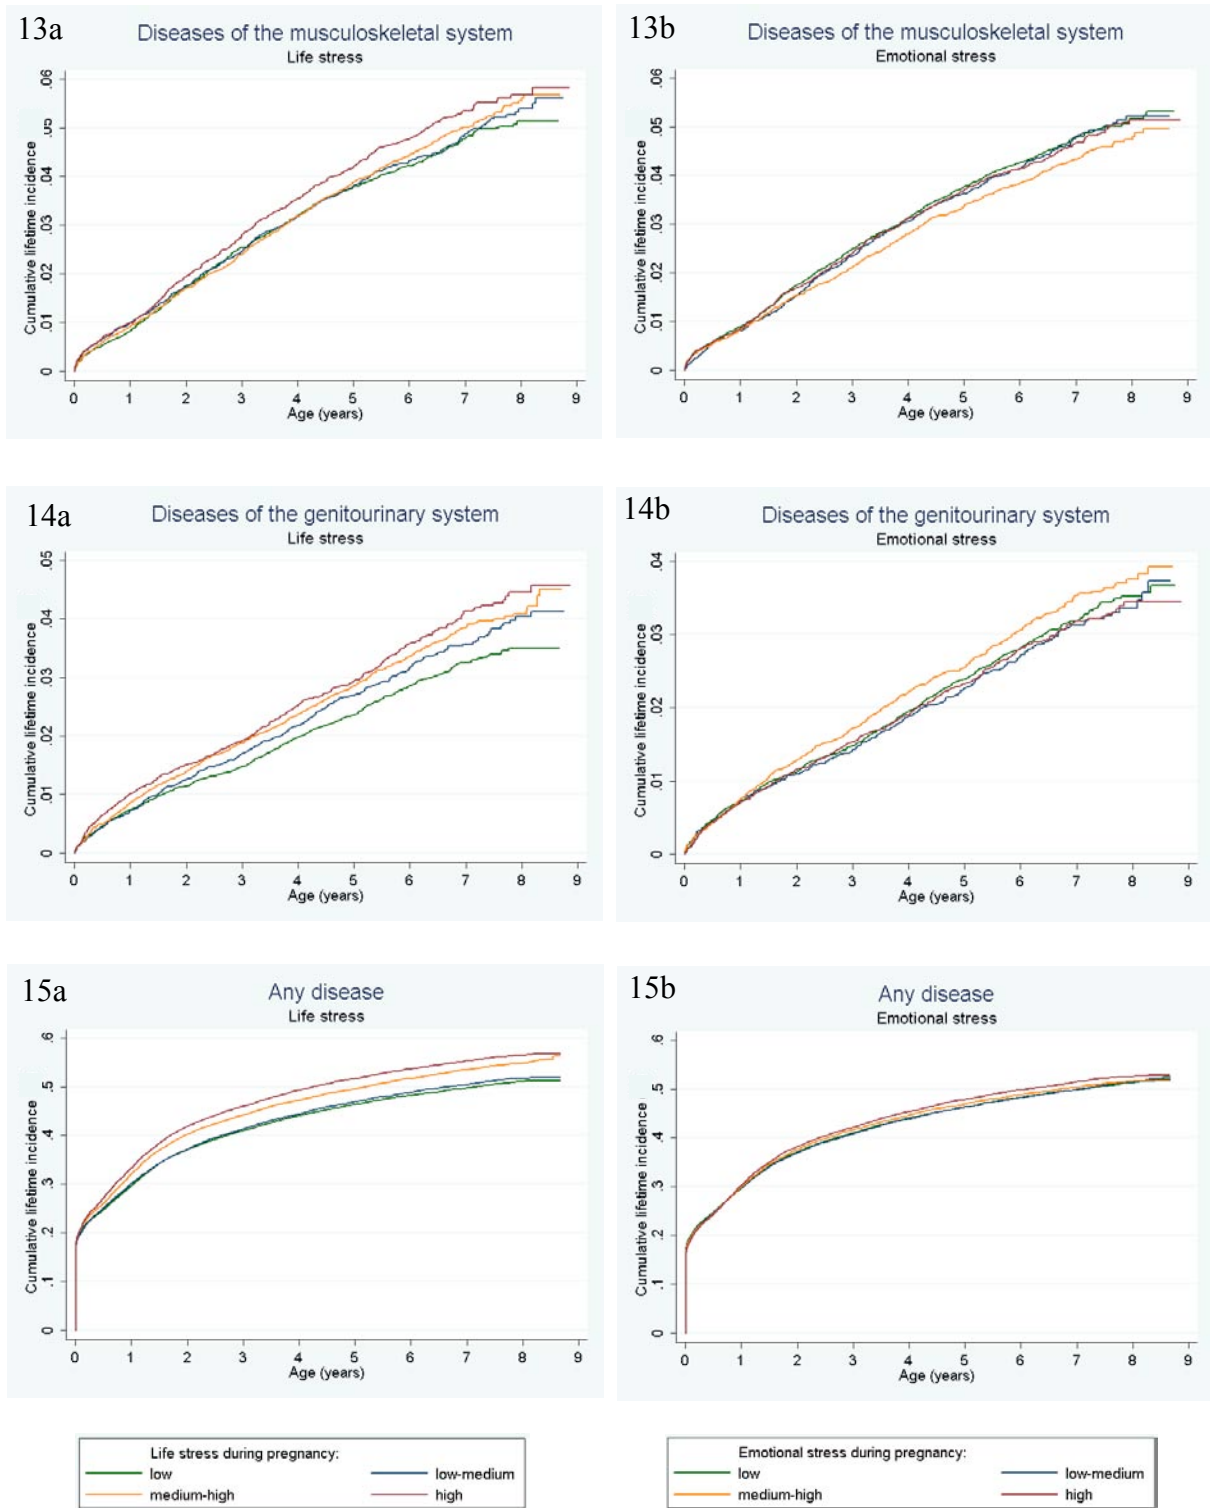 13a
Diseases of the musculoskeletal system
Life stress
Cumulative lifetime incidence
.06
.05
.04
.03
.02
.01
0
0 1 2 3 4 5 6 7 8 9
Age (years)
13b
Diseases of the musculoskeletal system
Emotional stress
Cumulative lifetime incidence
.06
.05
.04
.03
.02
.01
0
0 1 2 3 4 5 6 7 8 9
Age (years)
14a
Diseases of the genitourinary system
Life stress
Cumulative lifetime incidence
.05
.04
.03
.02
.01
0
0 1 2 3 4 5 6 7 8 9
Age (years)
14b
Diseases of the genitourinary system
Emotional stress
Cumulative lifetime incidence
.04
.03
.02
.01
0
0 1 2 3 4 5 6 7 8 9
Age (years)
15a
Any disease
Life stress
Cumulative lifetime incidence
.6
.5
.4
.3
.2
.1
0
0 1 2 3 4 5 6 7 8 9
Age (years)
15b
Any disease
Emotional stress
Cumulative lifetime incidence
.6
.5
.4
.3
.2
.1
0
0 1 2 3 4 5 6 7 8 9
Age (years)
Life stress during pregnancy:
low low-medium
medium-high high
Emotional stress during pregnancy:
low low-medium
medium-high high